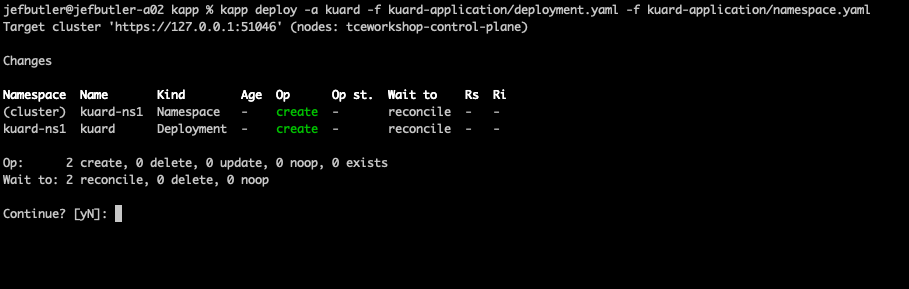 jefbutler@jefbutler-a02 kapp % kapp deploy -a kuard -f kuard-application/deployment.yaml -f kuard-application/namespace.yaml
Target cluster 'https://127.0.0.1:51046' (nodes: tceworkshop-control-plane)
Changes
Namespace  Name       Kind        Age  Op      Op st.  Wait to    Rs  Ri
(cluster)  kuard-ns1  Namespace   -    create  -       reconcile  -   -
kuard-ns1  kuard      Deployment  -    create  -       reconcile  -   -
Op:      2 create, 0 delete, 0 update, 0 noop, 0 exists
Wait to: 2 reconcile, 0 delete, 0 noop
Continue? [yN]: